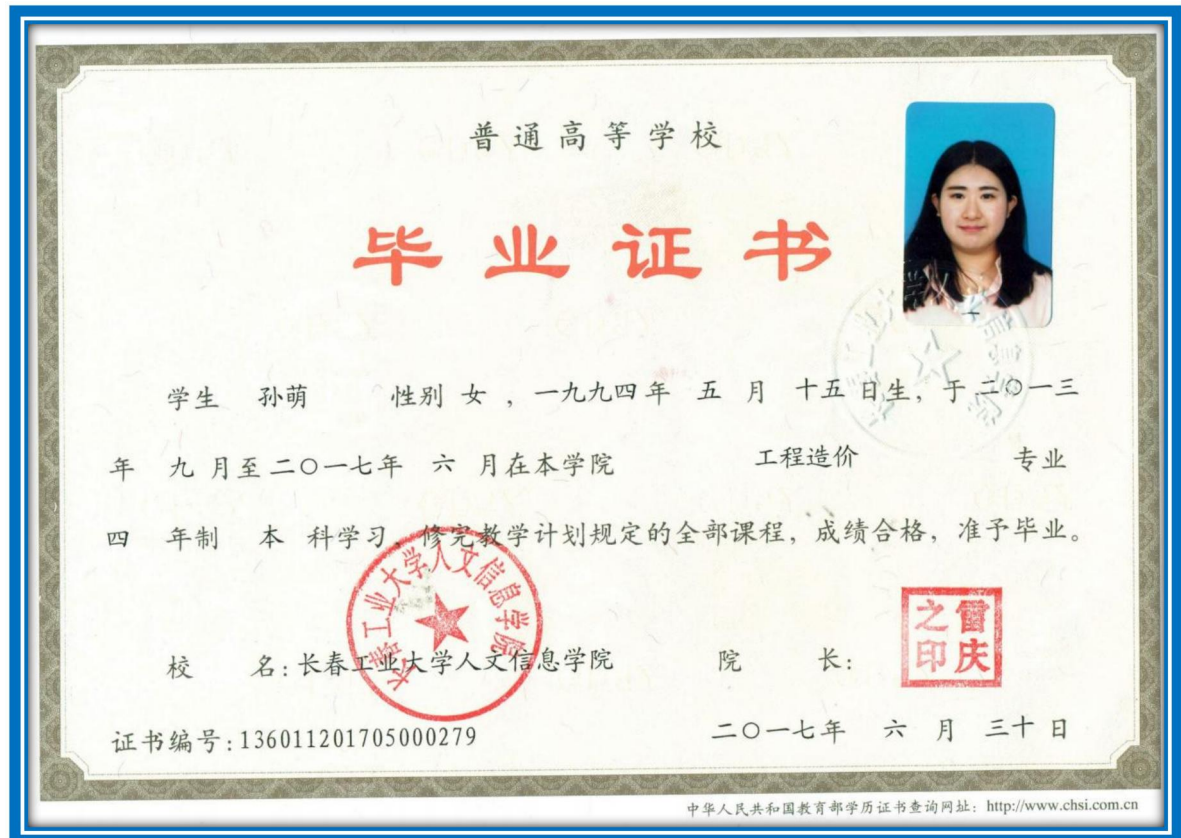 普通高等学校
毕业证书
学生 孙萌 性别 女 ，一九九四年 五 月 十五 日生，于二〇一三
年 九 月至二〇一七年 六 月在本学院 工程造价 专业
四 年制 本 科学习、修完教学计划规定的全部课程，成绩合格，准予毕业。
长春工业大学人文信息学院
校 名：长春工业大学人文信息学院 院 长：
雷庆之印
证书编号：136011201705000279 二〇一七年 六 月 三十 日
中华人民共和国教育部学历证书查询网址：http://www.chsi.com.cn